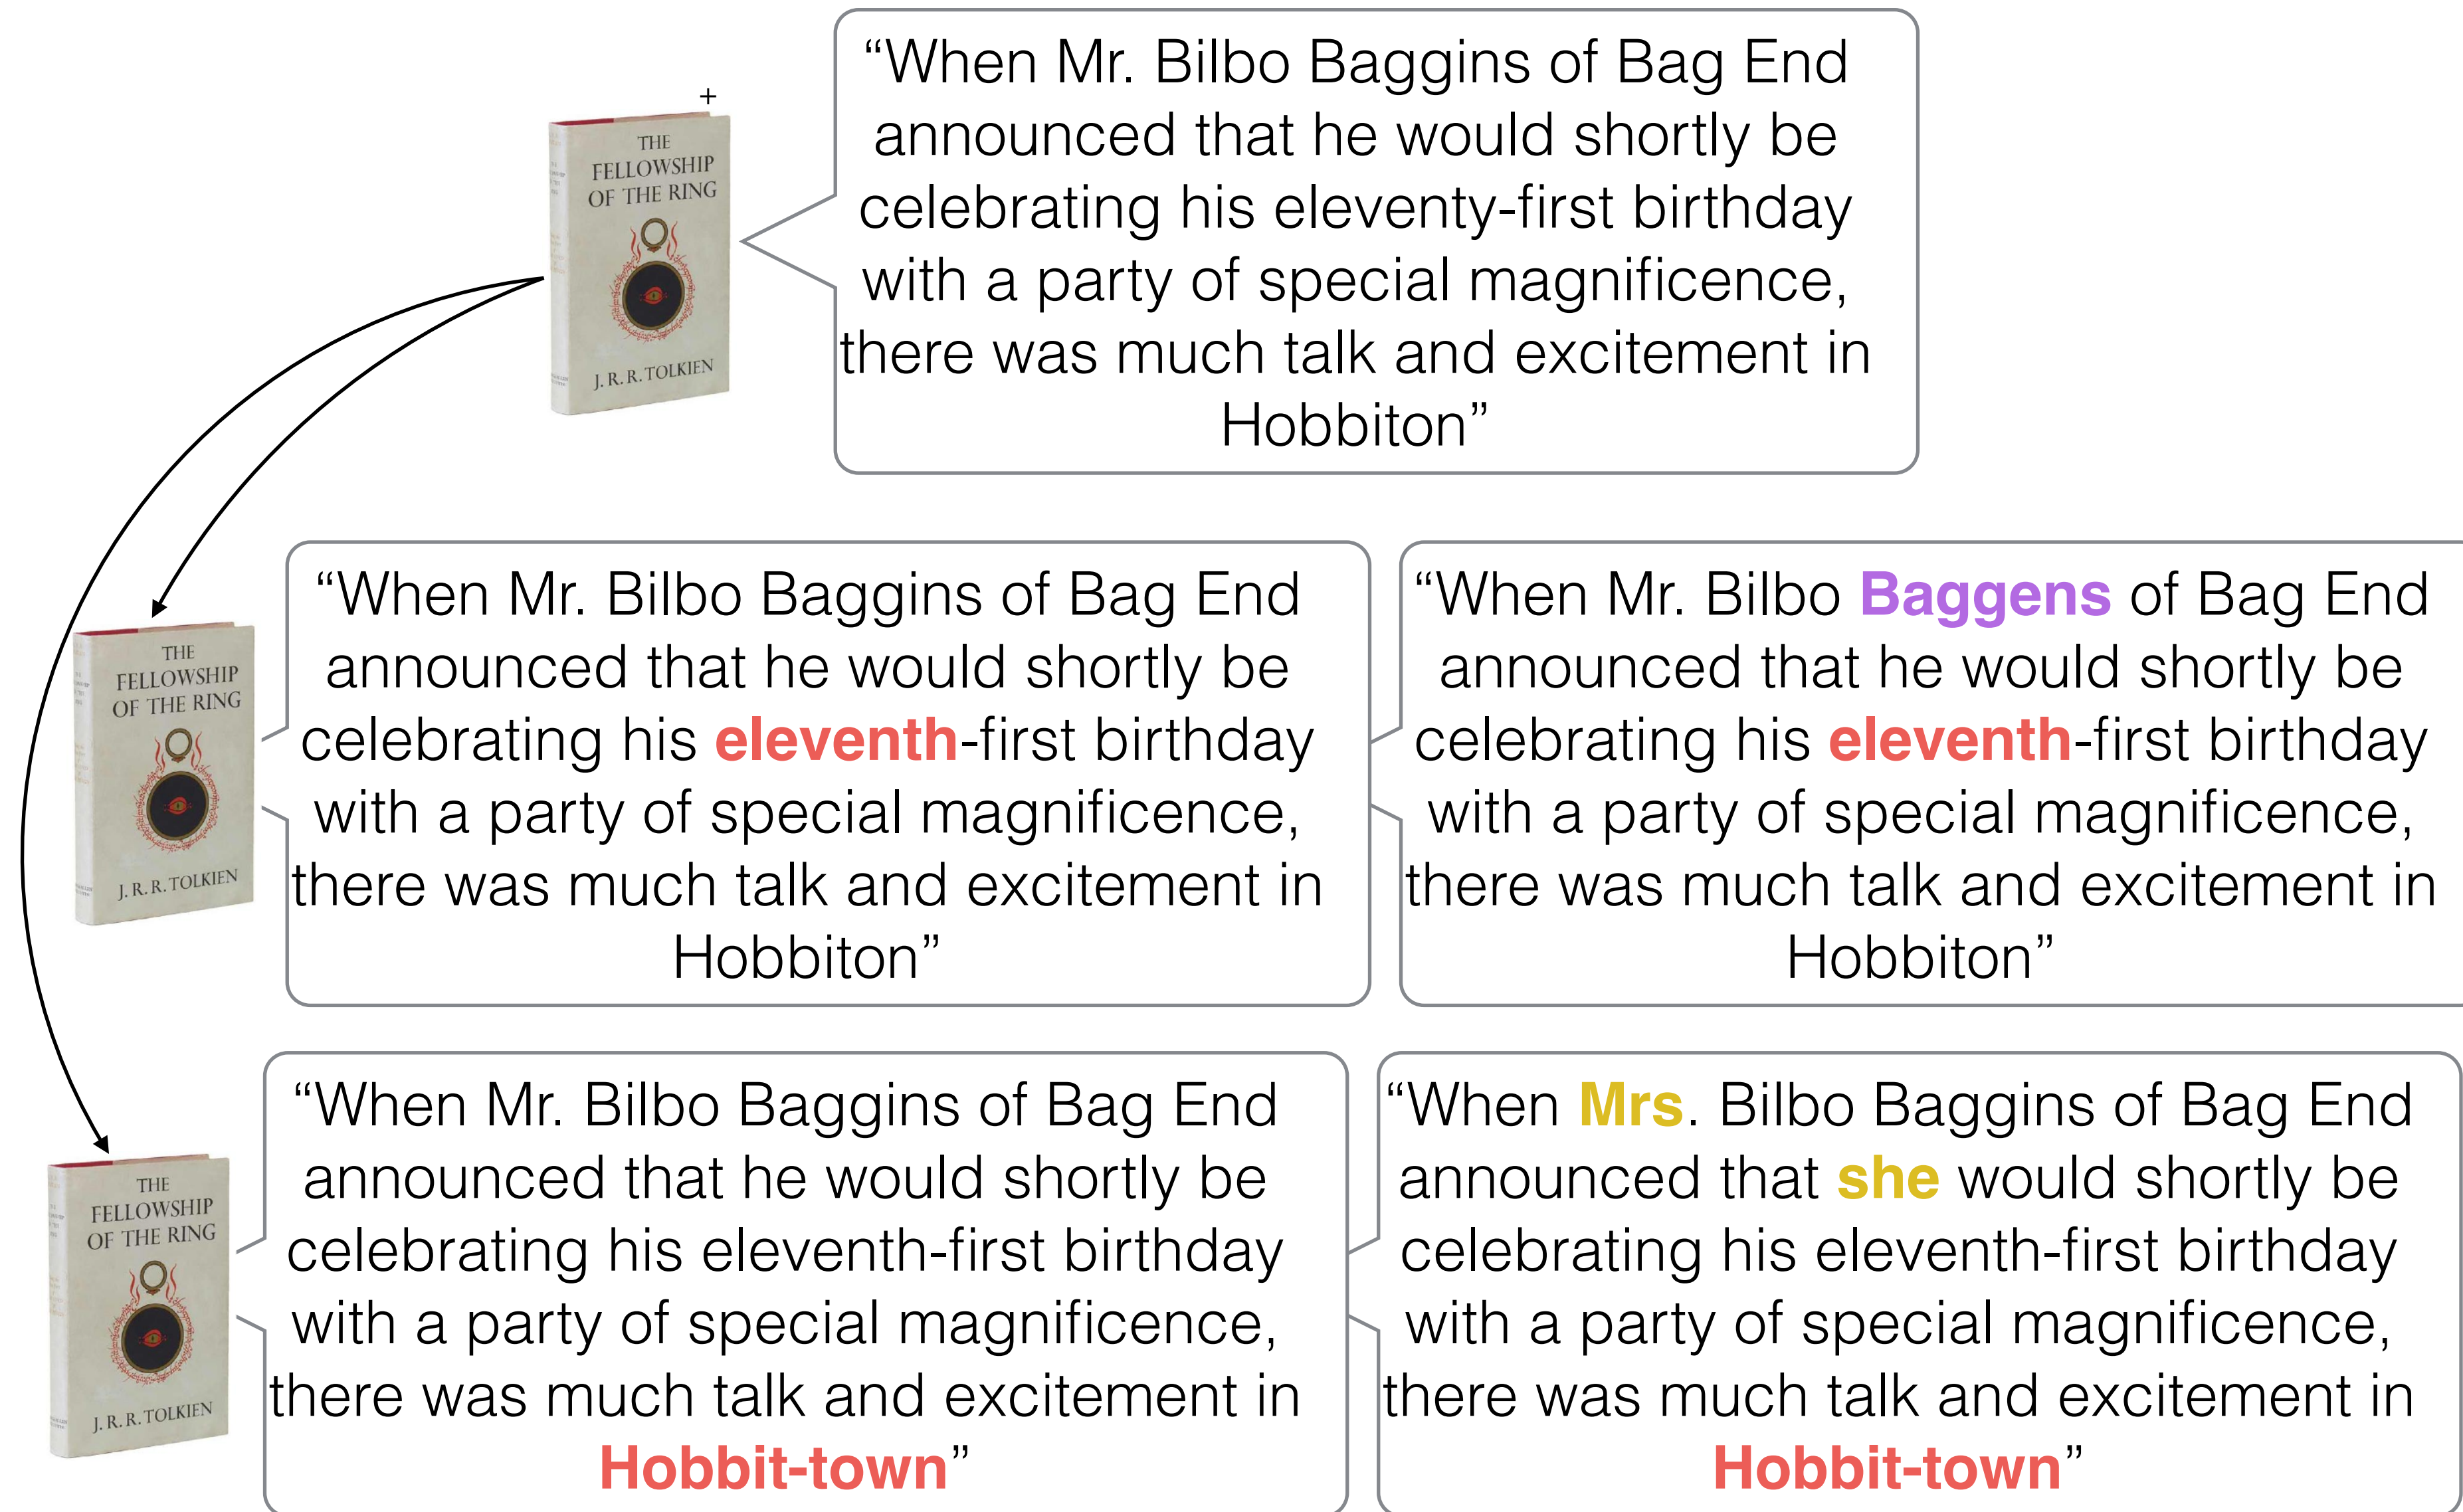 +
THE
FELLOWSHIP
OF THE RING
J. R. R. TOLKIEN
“When Mr. Bilbo Baggins of Bag End
announced that he would shortly be
celebrating his eleventy-first birthday
with a party of special magnificence,
there was much talk and excitement in
Hobbiton”
THE
FELLOWSHIP
OF THE RING
J. R. R. TOLKIEN
“When Mr. Bilbo Baggins of Bag End
announced that he would shortly be
celebrating his eleventh-first birthday
with a party of special magnificence,
there was much talk and excitement in
Hobbiton”
“When Mr. Bilbo Baggens of Bag End
announced that he would shortly be
celebrating his eleventh-first birthday
with a party of special magnificence,
there was much talk and excitement in
Hobbiton”
THE
FELLOWSHIP
OF THE RING
J. R. R. TOLKIEN
“When Mr. Bilbo Baggins of Bag End
announced that he would shortly be
celebrating his eleventh-first birthday
with a party of special magnificence,
there was much talk and excitement in
Hobbit-town”
“When Mrs. Bilbo Baggins of Bag End
announced that she would shortly be
celebrating his eleventh-first birthday
with a party of special magnificence,
there was much talk and excitement in
Hobbit-town”